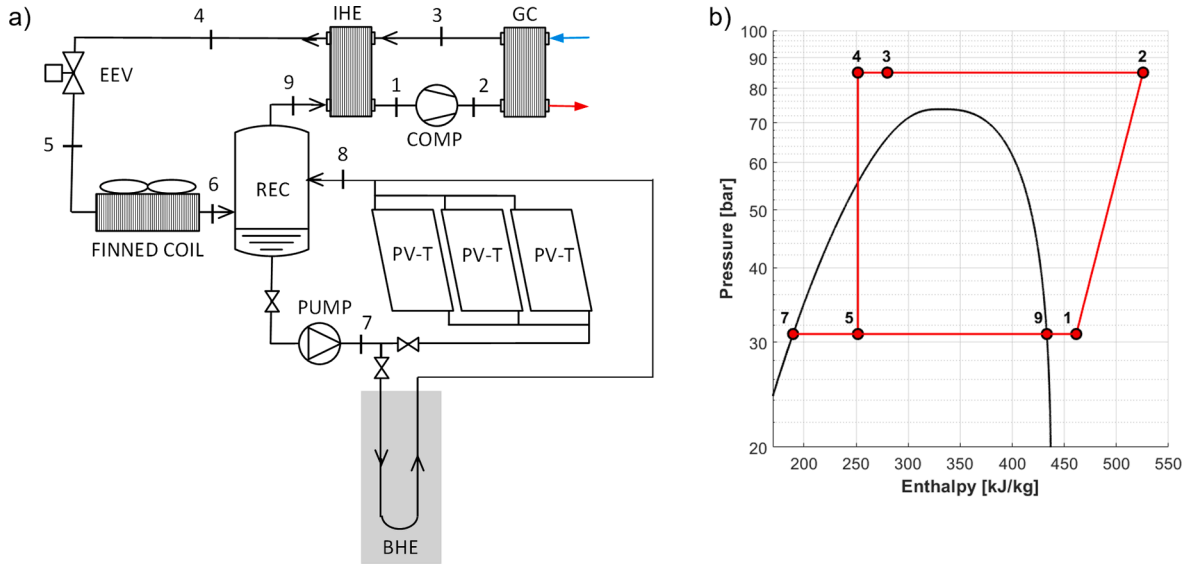 a)
4
IHE
3
GC
EEV
9
1
2
COMP
5
8
6
REC
FINNED COIL
PV-T
PV-T
PV-T
PUMP
7
BHE
b)
100
90
80
70
60
50
40
30
20
Pressure [bar]
4
3
2
7
5
9
1
200
250
300
350
400
450
500
550
Enthalpy [kJ/kg]